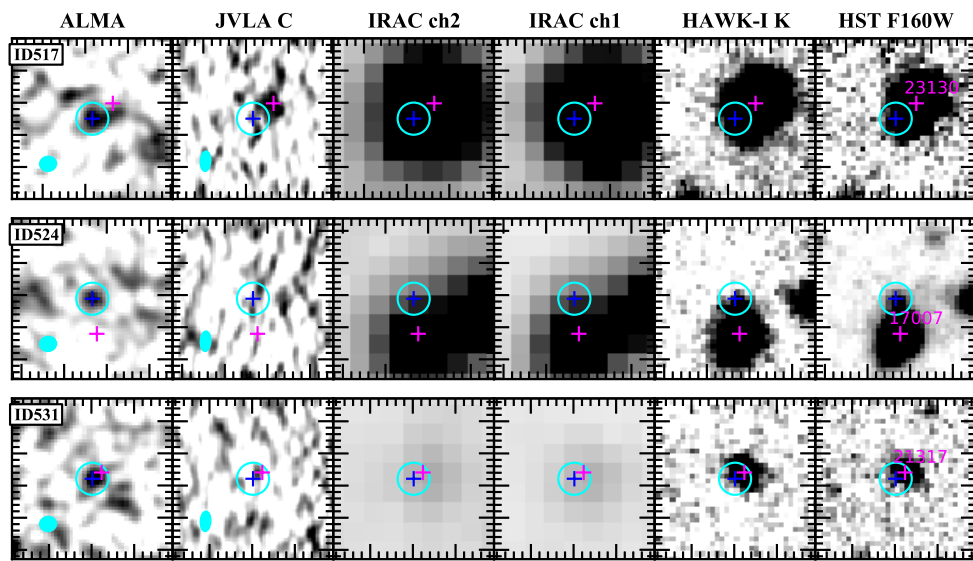 ALMA JVLA C IRAC ch2 IRAC ch1 HAWK-I K HST F160W
ID517
23130
ID524
17007
ID531
21317